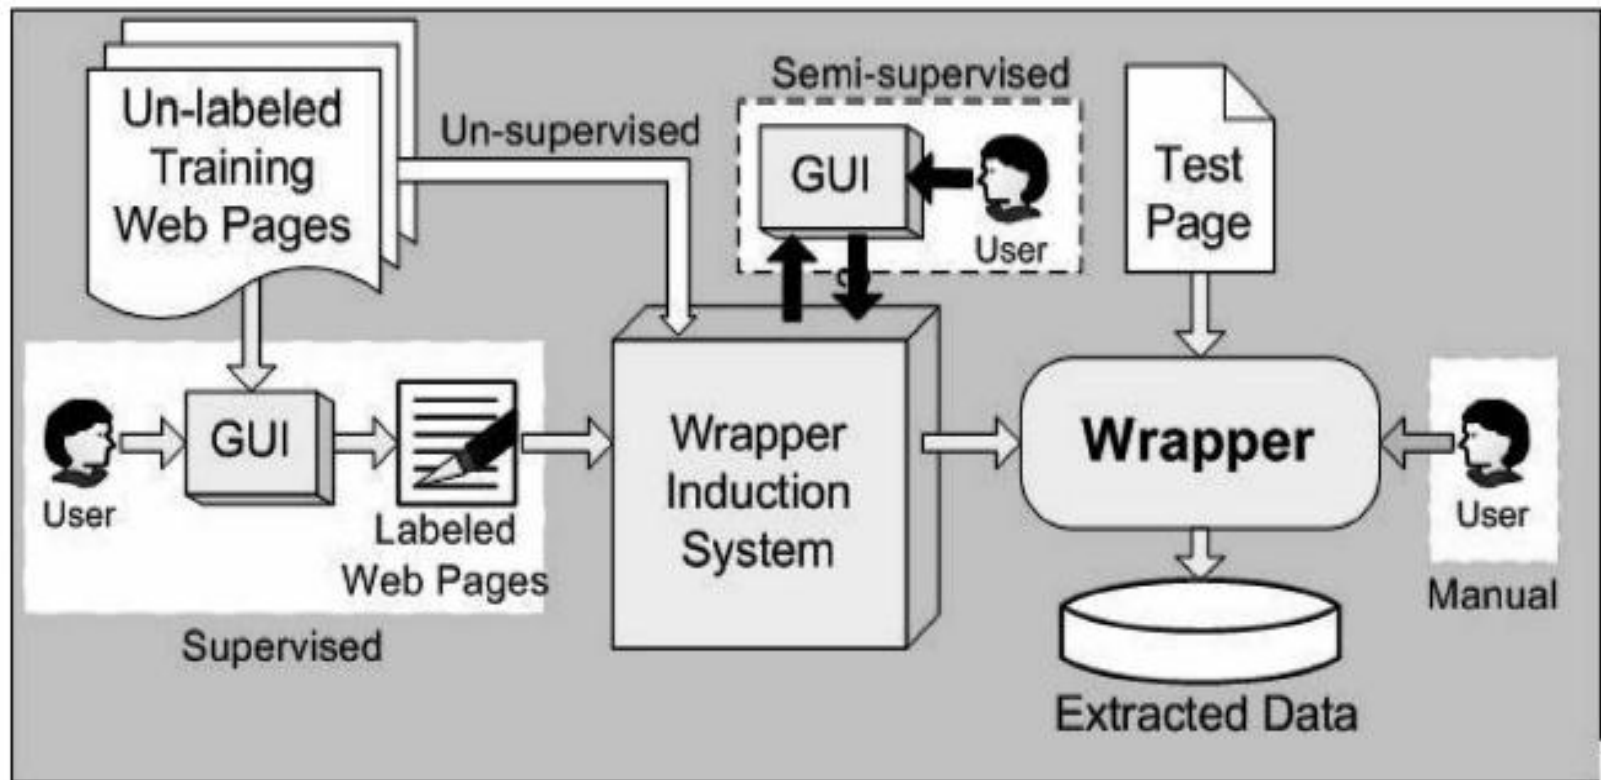 Un-labeled
Training
Web Pages
Un-supervised
Semi-supervised
GUI
User
Test
Page
User
GUI
Labeled
Web Pages
Supervised
Wrapper
Induction
System
Wrapper
User
Manual
Extracted Data